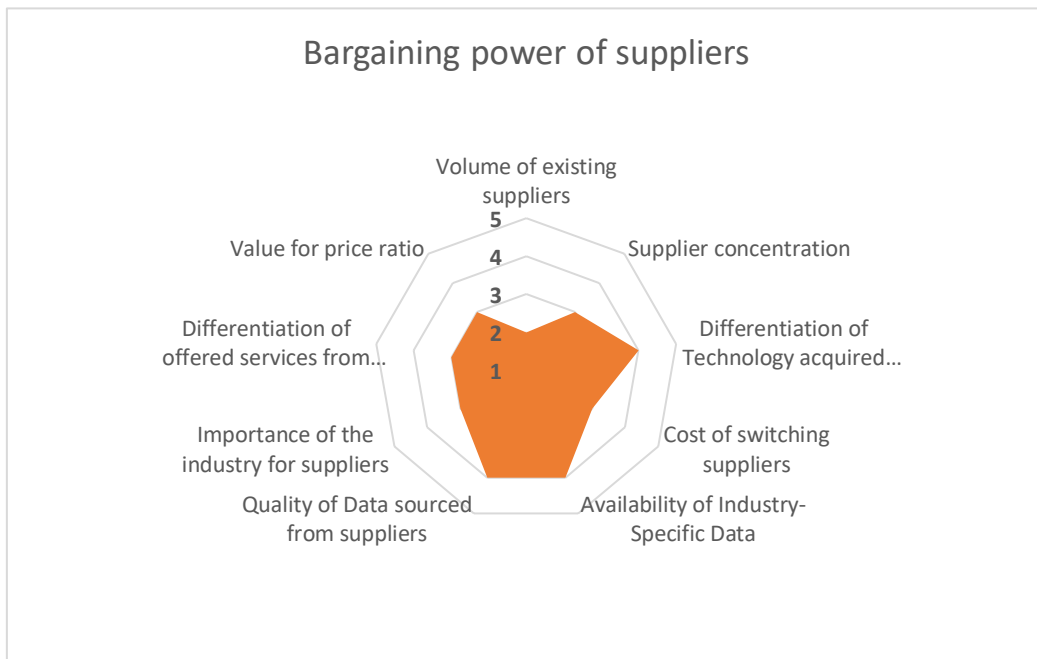 Bargaining power of suppliers
Volume of existing
suppliers
Supplier concentration
Differentiation of
Technology acquired...
Cost of switching
suppliers
Availability of Industry-
Specific Data
Quality of Data sourced
from suppliers
Importance of the
industry for suppliers
Differentiation of
offered services from...
Value for price ratio
5
4
3
2
1